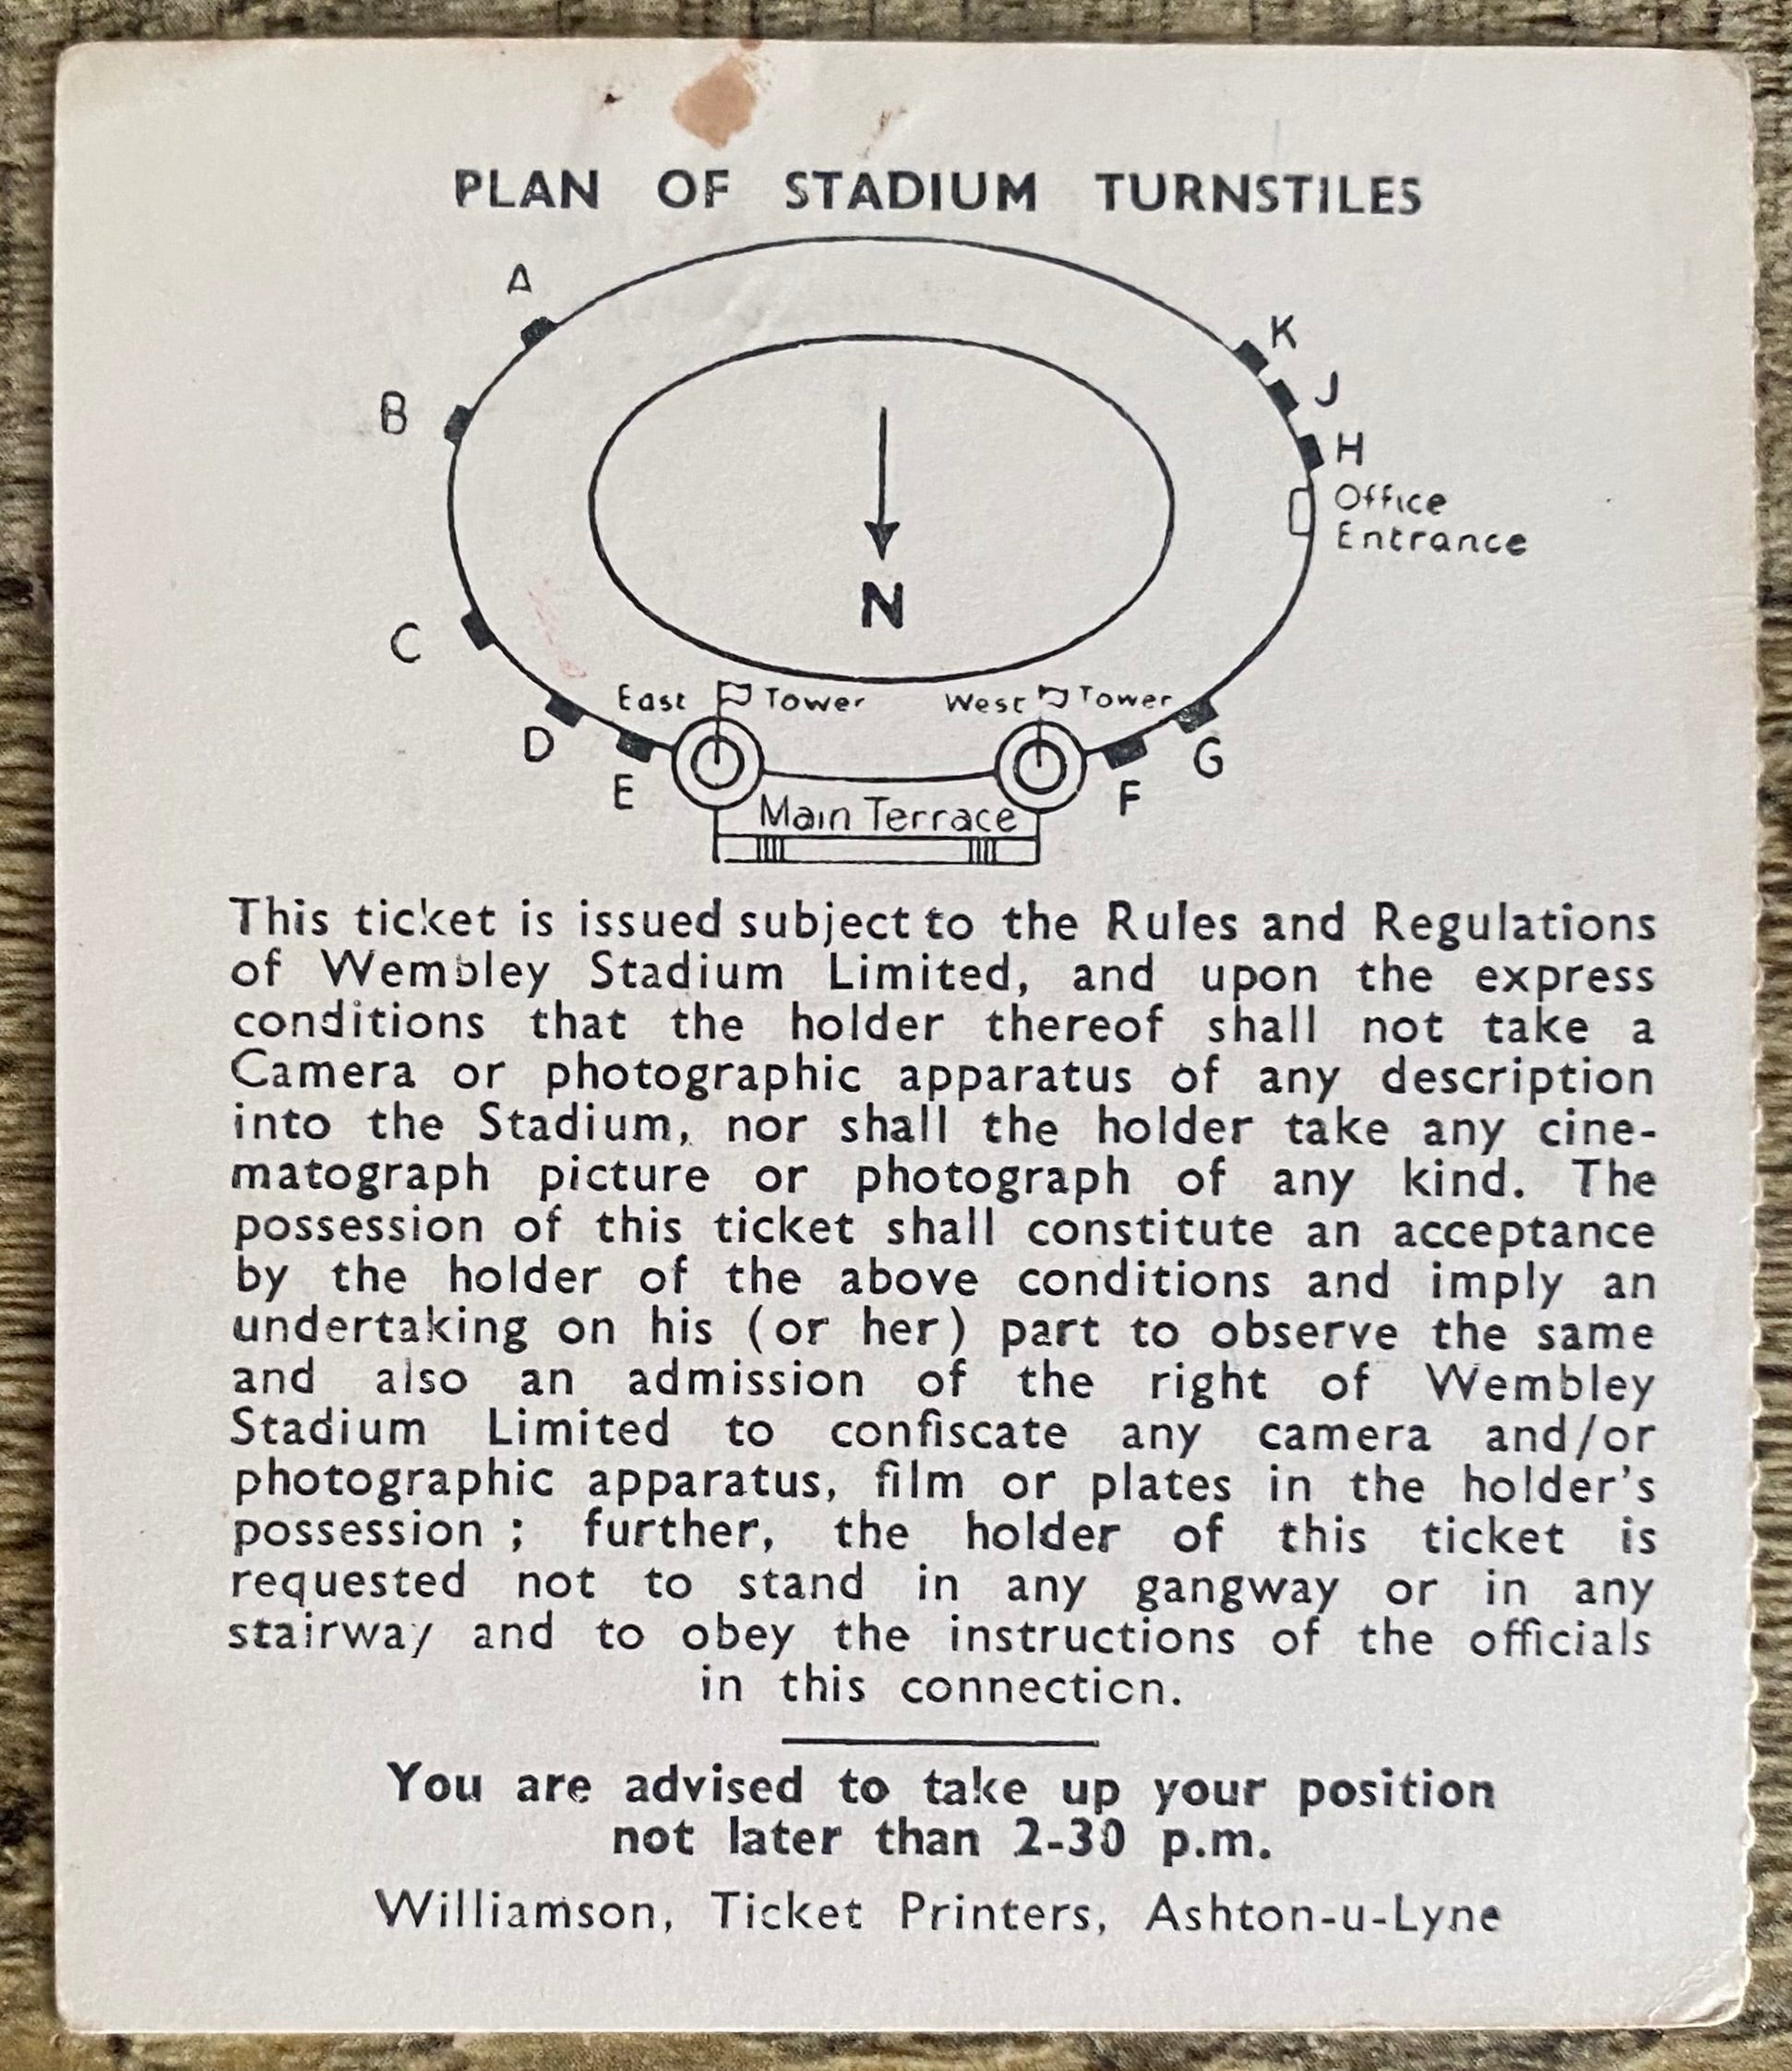 PLAN OF STADIUM TURNSTILES
A
K
J
B
H
Office
Entrance
N
C
East Tower
West Tower
D
G
E
F
Main Terrace
This ticket is issued subject to the Rules and Regulations
of Wembley Stadium Limited, and upon the express
conditions that the holder thereof shall not take a
Camera or photographic apparatus of any description
into the Stadium, nor shall the holder take any cine-
matograph picture or photograph of any kind. The
possession of this ticket shall constitute an acceptance
by the holder of the above conditions and imply an
undertaking on his (or her) part to observe the same
and also an admission of the right of Wembley
Stadium Limited to confiscate any camera and/or
photographic apparatus, film or plates in the holder's
possession ; further, the holder of this ticket is
requested not to stand in any gangway or in any
stairway and to obey the instructions of the officials
in this connection.
You are advised to take up your position
not later than 2-30 p.m.
Williamson, Ticket Printers, Ashton-u-Lyne